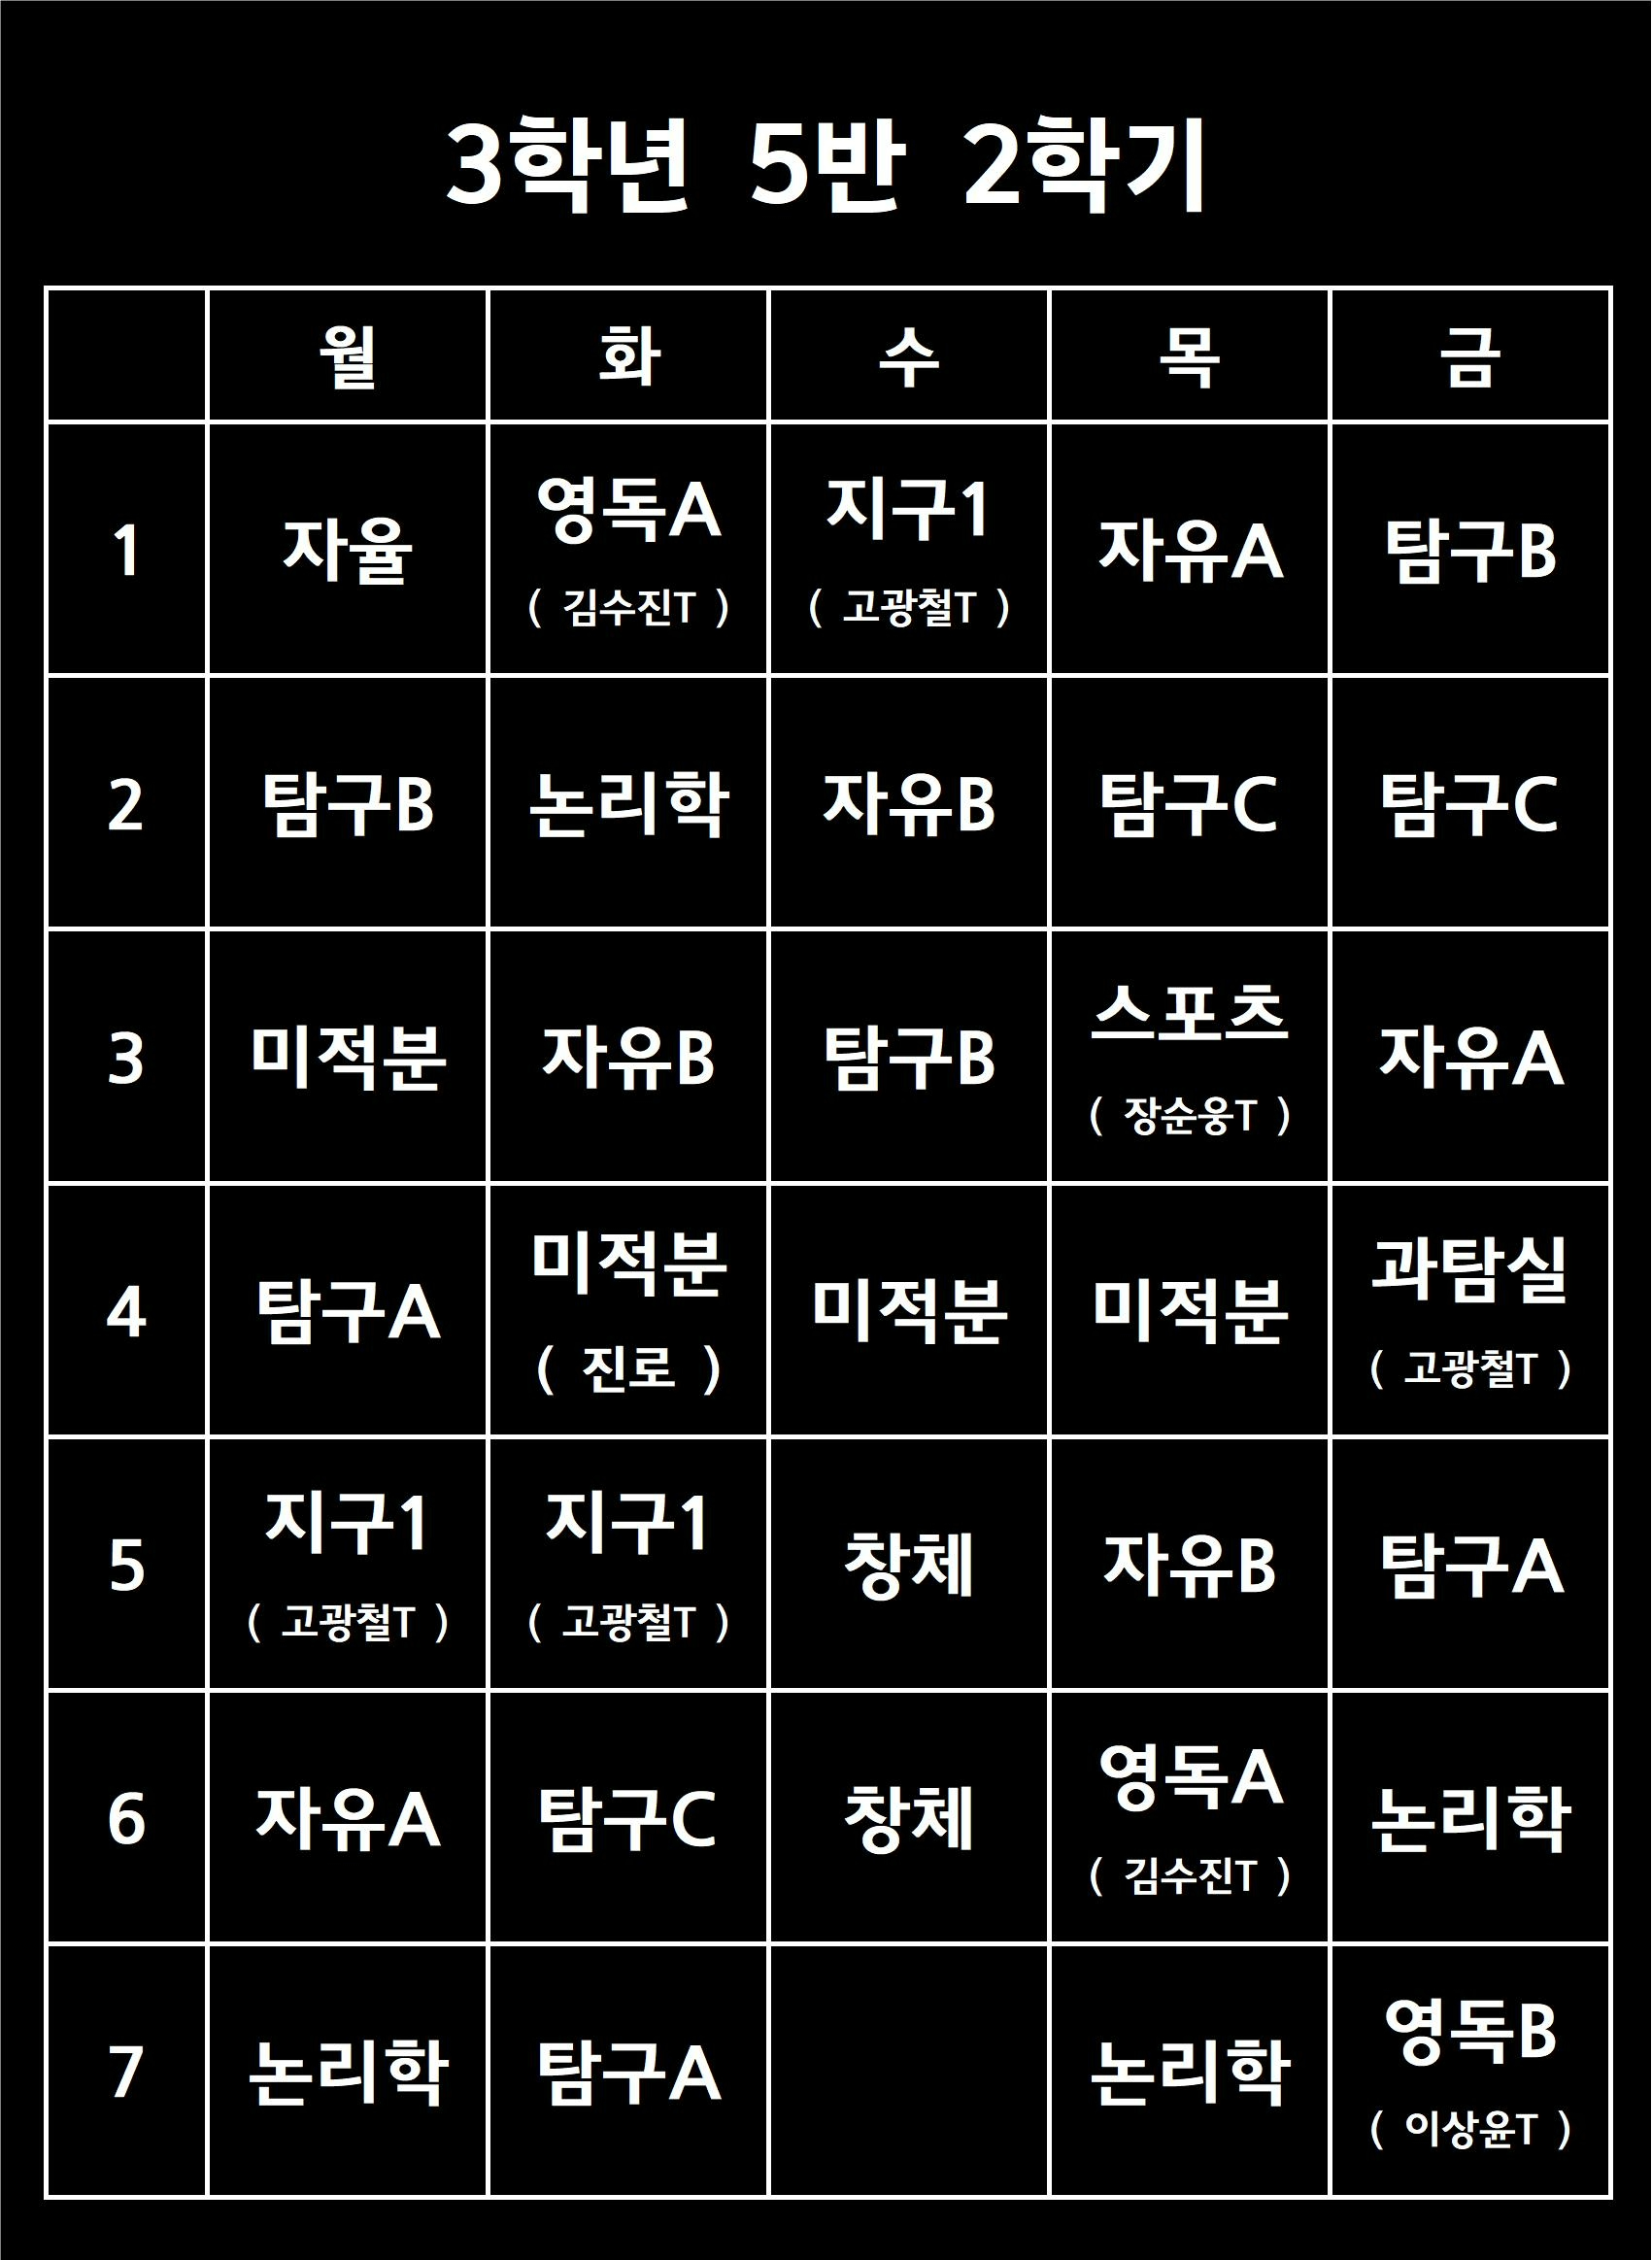 3학년 5반 2학기
월 화 수 목 금
1 자율 영독A ( 김수진T ) 지구1 ( 고광철T ) 자유A 탐구B
2 탐구B 논리학 자유B 탐구C 탐구C
3 미적분 자유B 탐구B 스포츠 ( 장순웅T ) 자유A
4 탐구A 미적분 ( 진로 ) 미적분 미적분 과탐실 ( 고광철T )
5 지구1 ( 고광철T ) 지구1 ( 고광철T ) 창체 자유B 탐구A
6 자유A 탐구C 창체 영독A ( 김수진T ) 논리학
7 논리학 탐구A 논리학 영독B ( 이상윤T )